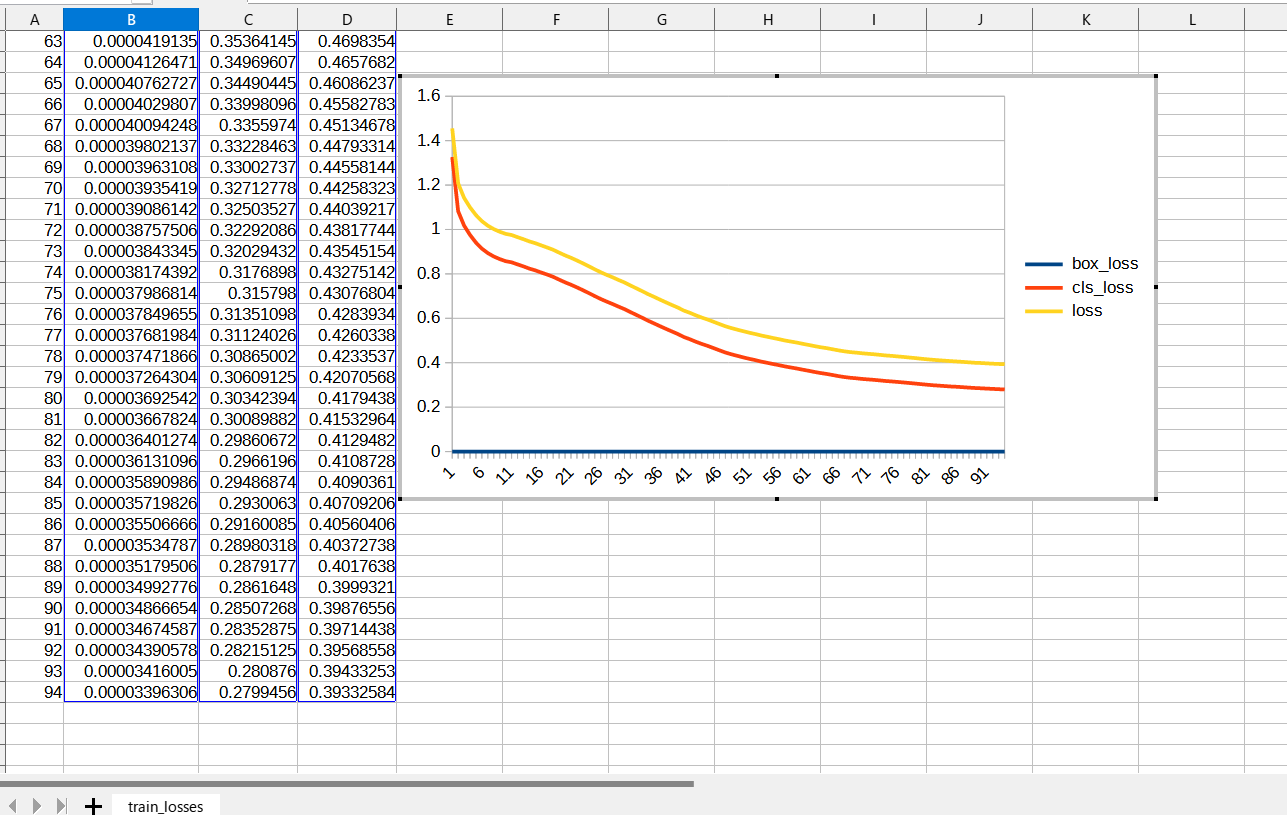 A B C D E F G H I J K L
63 0.0000419135 0.35364145 0.4698354
64 0.00004126471 0.34969607 0.4657682
65 0.000040762727 0.34490445 0.46086237
66 0.00004029807 0.33998096 0.45582783
67 0.000040094248 0.3355974 0.45134678
68 0.000039802137 0.33228463 0.44793314
69 0.00003963108 0.33002737 0.44558144
70 0.00003935419 0.32712778 0.44258323
71 0.000039086142 0.32503527 0.44039217
72 0.000038757506 0.32292086 0.43817744
73 0.00003843345 0.32029432 0.43545154
74 0.000038174392 0.3176898 0.43275142
75 0.000037986814 0.315798 0.43076804
76 0.000037849655 0.31351098 0.4283934
77 0.000037681984 0.31124026 0.4260338
78 0.000037471866 0.30865002 0.4233537
79 0.000037264304 0.30609125 0.42070568
80 0.00003692542 0.30342394 0.4179438
81 0.00003667824 0.30089882 0.41532964
82 0.000036401274 0.29860672 0.4129482
83 0.000036131096 0.2966196 0.4108728
84 0.000035890986 0.29486874 0.4090361
85 0.000035719826 0.2930063 0.40709206
86 0.000035506666 0.29160085 0.40560406
87 0.00003534787 0.28980318 0.40372738
88 0.000035179506 0.2879177 0.4017638
89 0.000034992776 0.2861648 0.3999321
90 0.000034866654 0.28507268 0.39876556
91 0.000034674587 0.28352875 0.39714438
92 0.000034390578 0.28215125 0.39568558
93 0.00003416005 0.280876 0.39433253
94 0.00003396306 0.2799456 0.39332584
1.6
1.4
1.2
1
0.8
0.6
0.4
0.2
0
1 6 11 16 21 26 31 36 41 46 51 56 61 66 71 76 81 86 91
box_loss
cls_loss
loss
train_losses